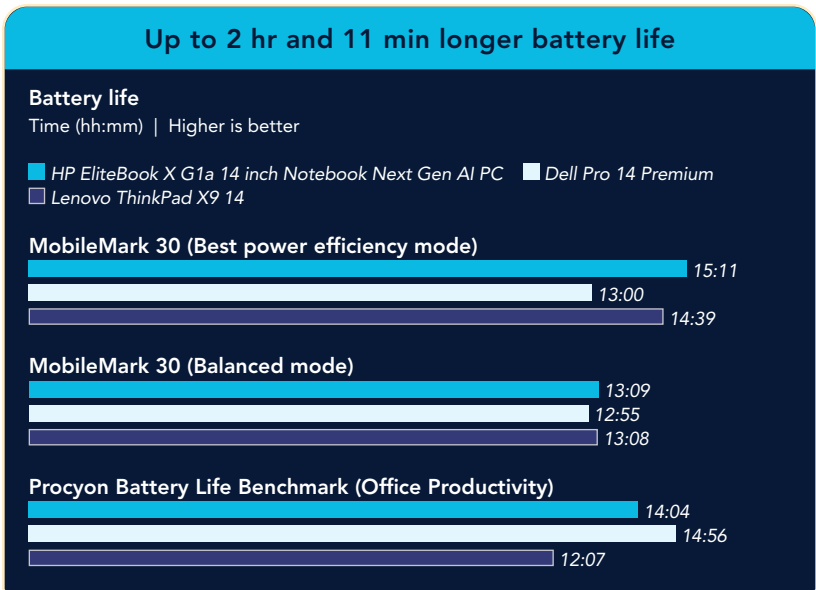 Up to 2 hr and 11 min longer battery life
Battery life
Time (hh:mm) | Higher is better
HP EliteBook X G1a 14 inch Notebook Next Gen AI PC Dell Pro 14 Premium
Lenovo ThinkPad X9 14
MobileMark 30 (Best power efficiency mode)
15:11
13:00
14:39
MobileMark 30 (Balanced mode)
13:09
12:55
13:08
Procyon Battery Life Benchmark (Office Productivity)
14:04
14:56
12:07